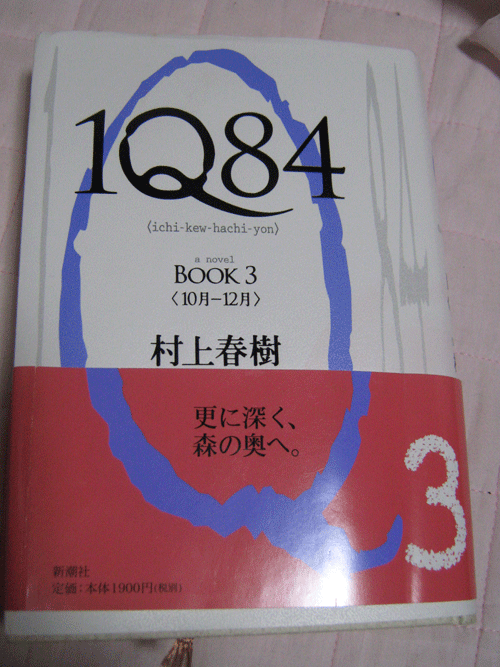 1Q84
〈ichi-kew-hachi-yon〉
a novel
BOOK 3
〈10月−12月〉
村上春樹
更に深く、
森の奥へ。
3
新潮社
定価：本体1900円(税別)